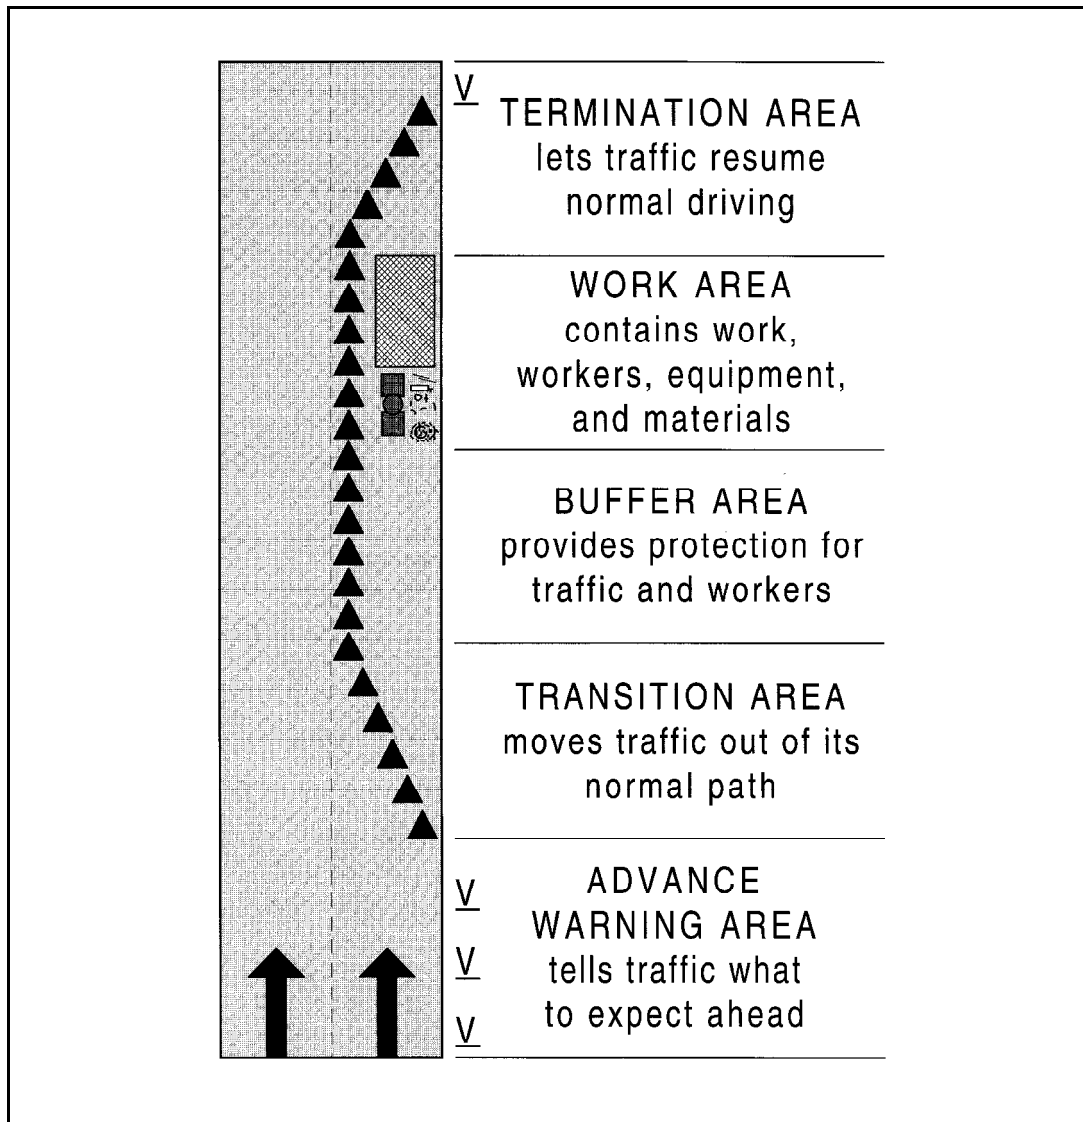 V
TERMINATION AREA
lets traffic resume
normal driving
WORK AREA
contains work,
workers, equipment,
and materials
BUFFER AREA
provides protection for
traffic and workers
TRANSITION AREA
moves traffic out of its
normal path
V
ADVANCE
WARNING AREA
V
tells traffic what
to expect ahead
V